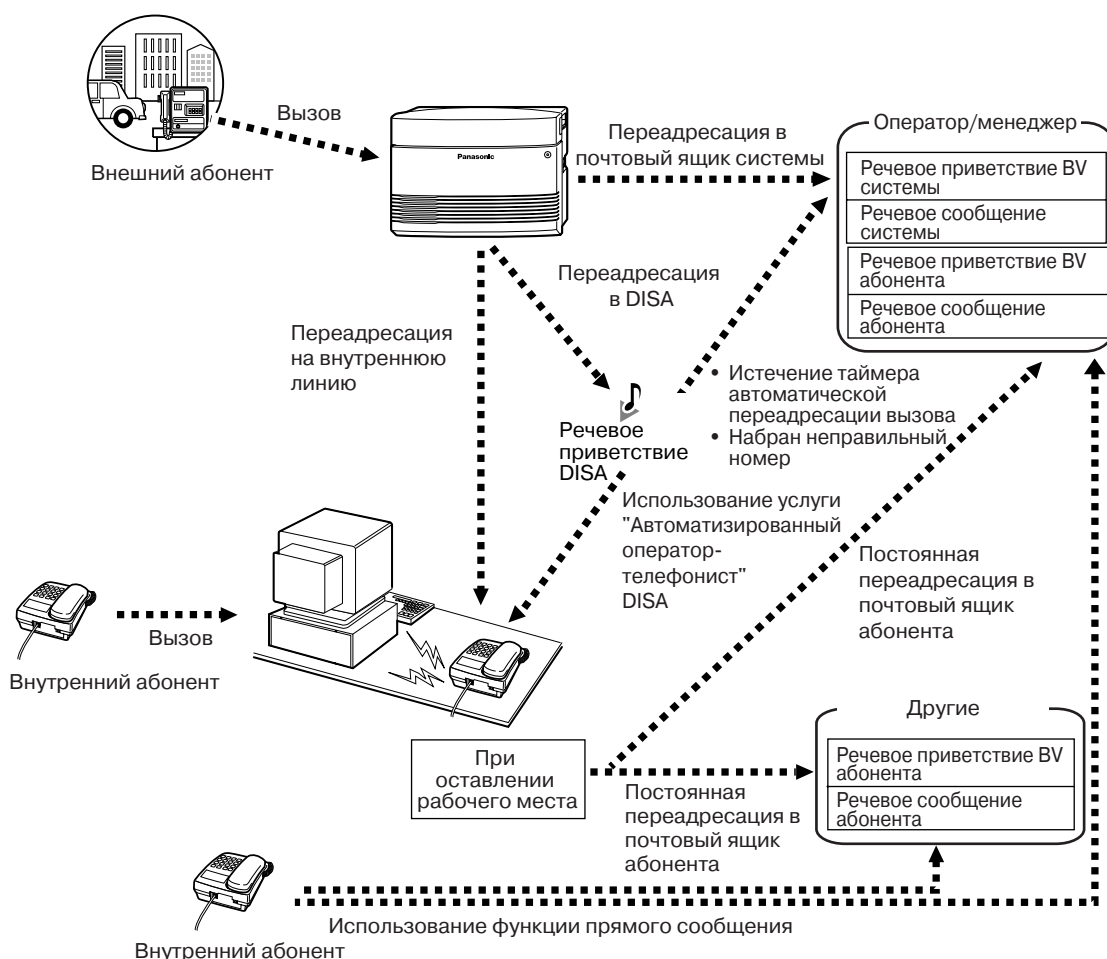 Вызов
Внешний абонент
Panasonic
Переадресация в
почтовый ящик системы
Оператор/менеджер
Речевое приветствие BV
системы
Речевое сообщение
системы
Речевое приветствие BV
абонента
Речевое сообщение
абонента
Переадресация
в DISA
Переадресация
на внутреннюю
линию
• Истечение таймера
автоматической
переадресации вызова
• Набран неправильный
номер
Речевое
приветствие
DISA
Использование услуги
"Автоматизированный
оператор-
телефонист"
DISA
Постоянная
переадресация в
почтовый ящик
абонента
Вызов
Внутренний абонент
При
оставлении
рабочего места
Постоянная
переадресация в
почтовый ящик
абонента
Другие
Речевое приветствие BV
абонента
Речевое сообщение
абонента
Использование функции прямого сообщения
Внутренний абонент